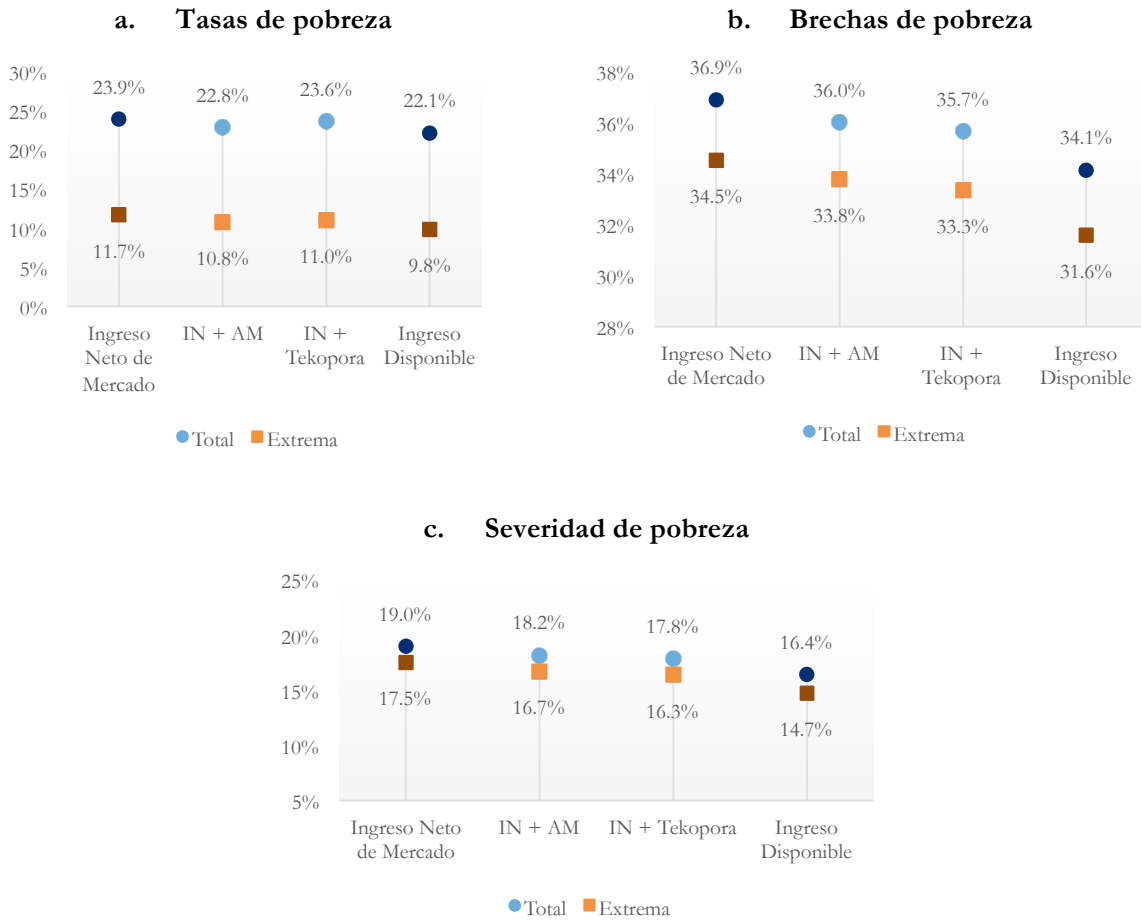 a. Tasas de pobreza
30%
25%
20%
15%
10%
5%
0%
23.9%
22.8%
23.6%
22.1%
11.7%
10.8%
11.0%
9.8%
Ingreso
Neto de
Mercado
IN + AM
IN +
Tekopora
Ingreso
Disponible
Total Extrema
b. Brechas de pobreza
38%
36%
34%
32%
30%
28%
36.9%
36.0%
35.7%
34.1%
34.5%
33.8%
33.3%
31.6%
Ingreso Neto
de Mercado
IN + AM
IN +
Tekopora
Ingreso
Disponible
Total Extrema
c. Severidad de pobreza
25%
20%
15%
10%
5%
19.0%
18.2%
17.8%
16.4%
17.5%
16.7%
16.3%
14.7%
Ingreso Neto
de Mercado
IN + AM
IN + Tekopora
Ingreso
Disponible
Total Extrema